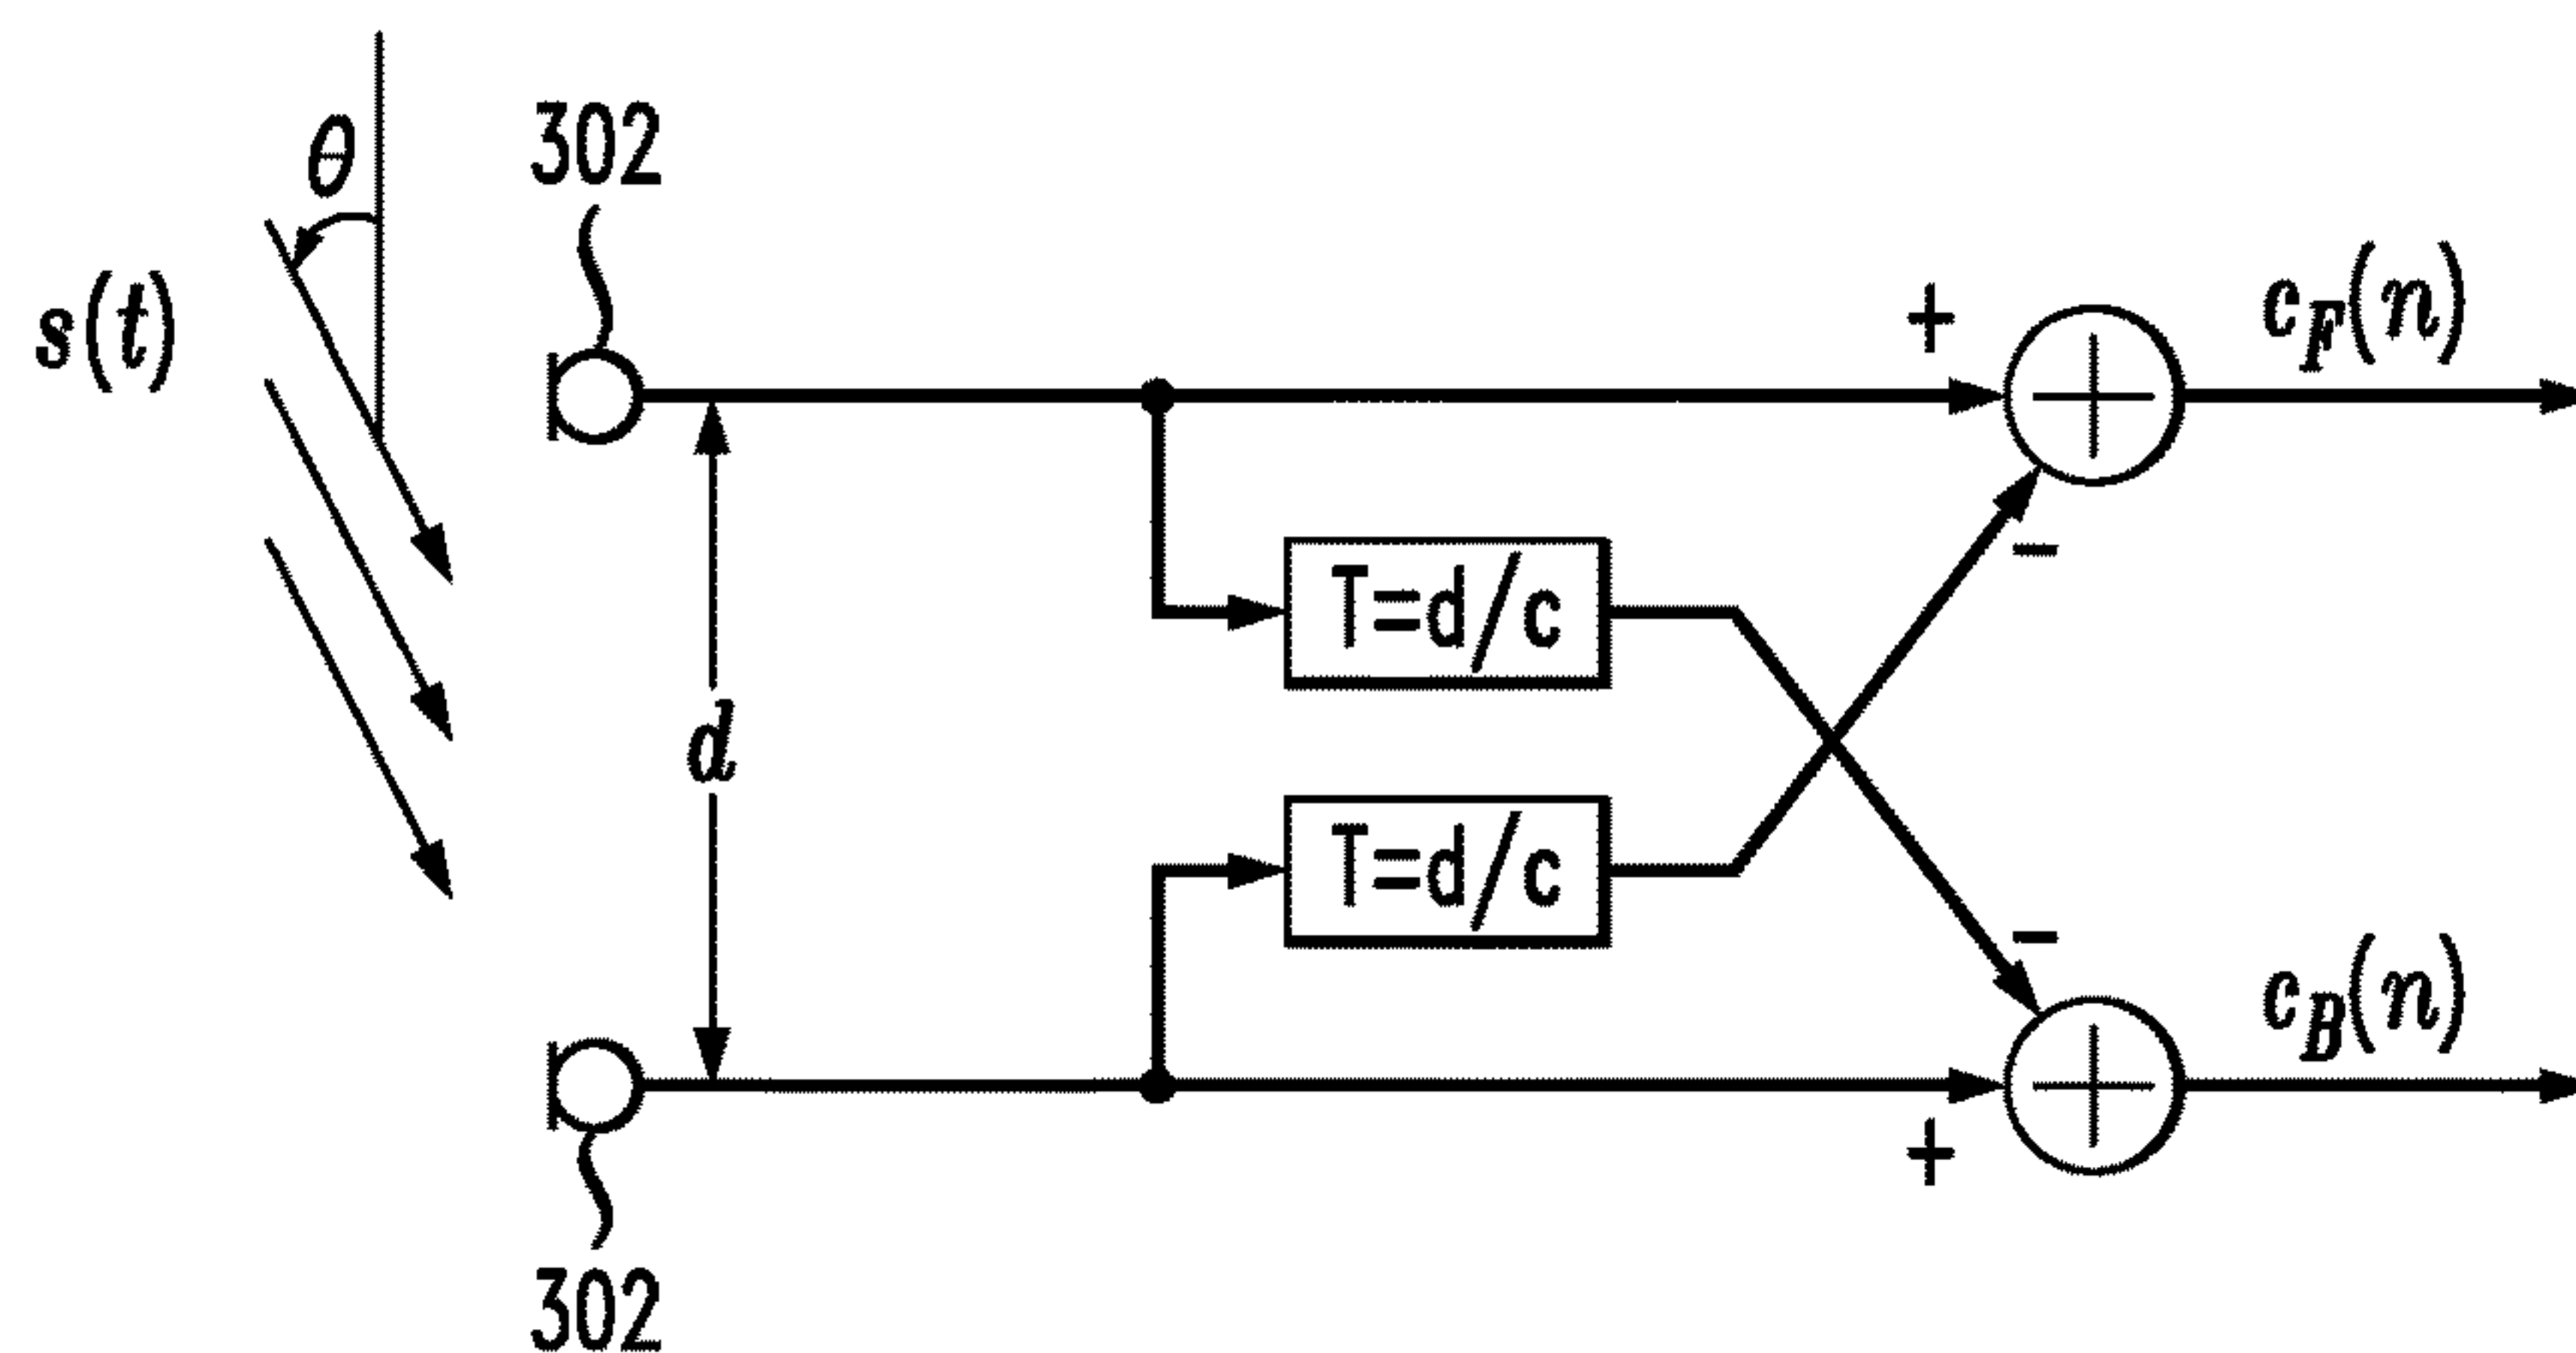 θ
302
s(t)
+
c_F(n)
T=d/c
-
d
T=d/c
-
c_B(n)
+
302